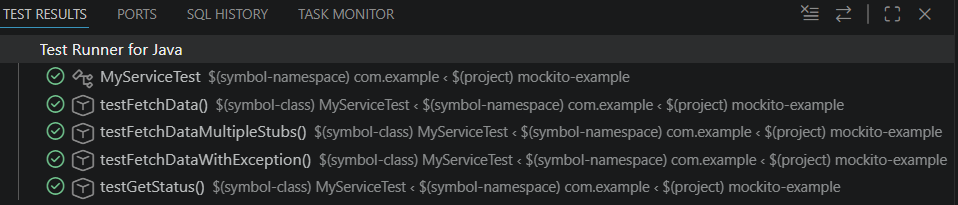 TEST RESULTS PORTS SQL HISTORY TASK MONITOR
Test Runner for Java
MyServiceTest $(symbol-namespace) com.example < $(project) mockito-example
testFetchData() $(symbol-class) MyServiceTest < $(symbol-namespace) com.example < $(project) mockito-example
testFetchDataMultipleStubs() $(symbol-class) MyServiceTest < $(symbol-namespace) com.example < $(project) mockito-example
testFetchDataWithException() $(symbol-class) MyServiceTest < $(symbol-namespace) com.example < $(project) mockito-example
testGetStatus() $(symbol-class) MyServiceTest < $(symbol-namespace) com.example < $(project) mockito-example